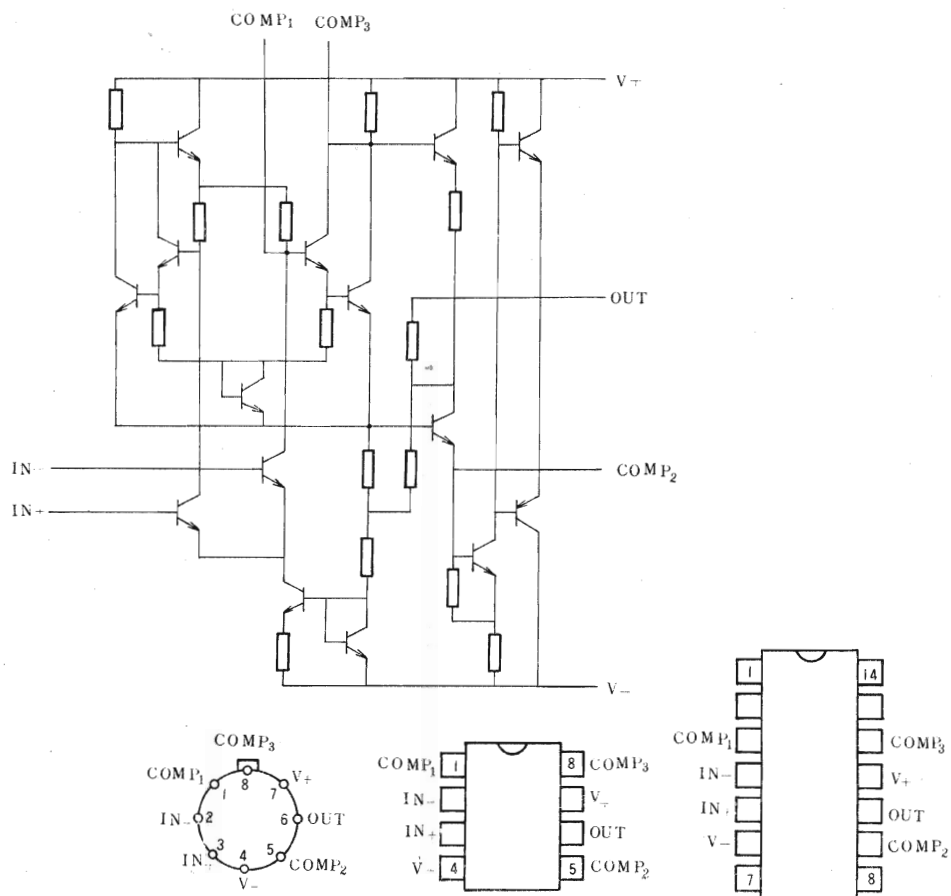 COMP₁ COMP₃
V+
OUT
IN-
COMP₂
IN+
V-
COMP₃
COMP₁ 8 V+
1 7
IN- 2 6 OUT
3 5
IN+ 4 COMP₂
V-
COMP₁ 1 8 COMP₃
IN- V+
IN+ OUT
V- 4 5 COMP₂
1 14
COMP₁ COMP₃
IN- V+
IN+ OUT
V- COMP₂
7 8